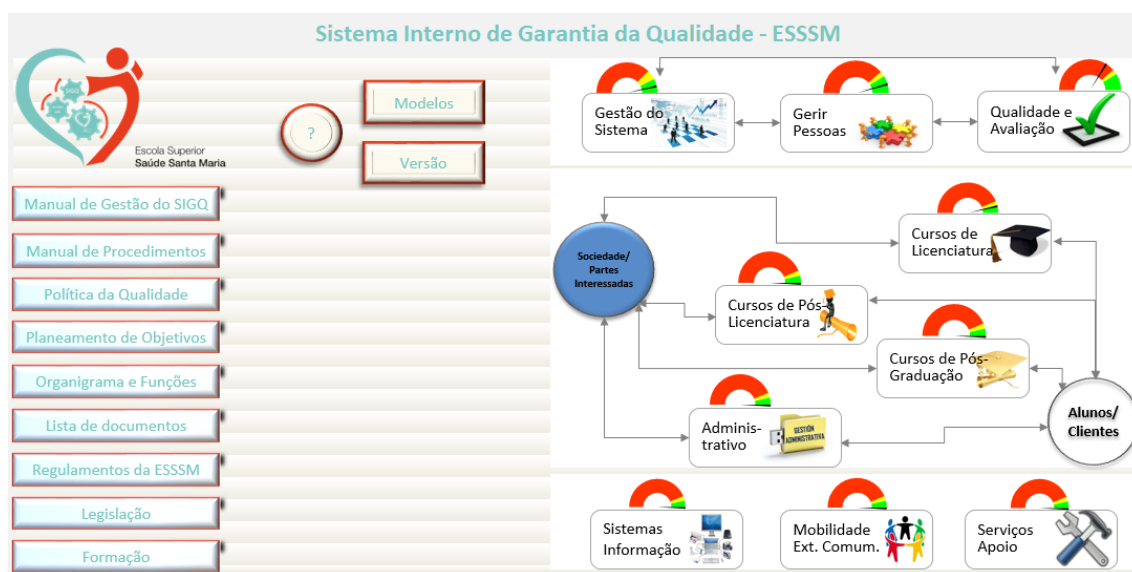 Sistema Interno de Garantia da Qualidade - ESSSM
Escola Superior
Saúde Santa Maria
?
Modelos
Versão
Manual de Gestão do SIGQ
Manual de Procedimentos
Política da Qualidade
Planeamento de Objetivos
Organigrama e Funções
Lista de documentos
Regulamentos da ESSSM
Legislação
Formação
Gestão do
Sistema
Gerir
Pessoas
Qualidade e
Avaliação
Sociedade/
Partes
Interessadas
Cursos de
Licenciatura
Cursos de Pós-
Licenciatura
Cursos de Pós-
Graduação
Adminis-
trativo
GESTIÓN
ADMINISTRATIVA
Alunos/
Clientes
Sistemas
Informação
Mobilidade
Ext. Comum.
Serviços
Apoio